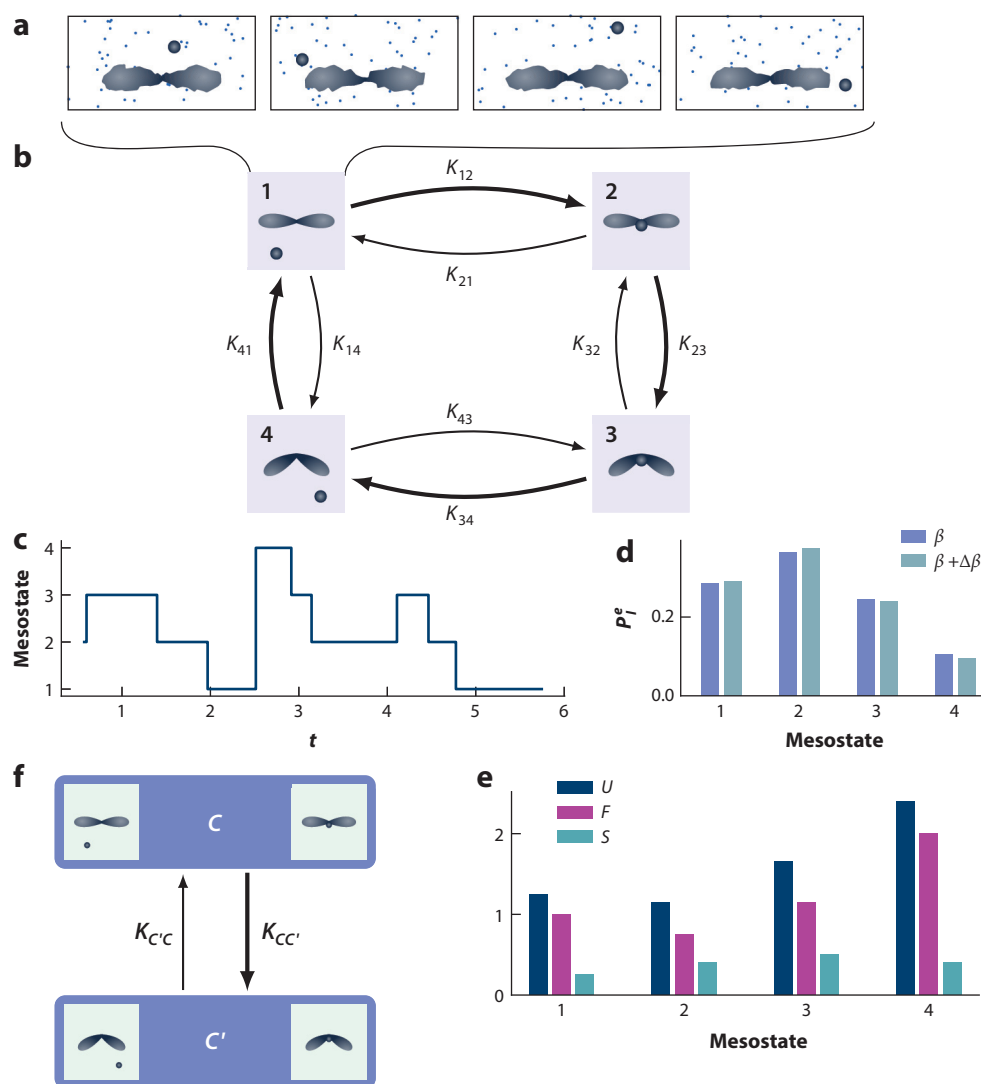 a
b
1
2
K12
K21
K41
K14
K32
K23
4
3
K43
K34
c
Mesostate
4
3
2
1
1 2 3 4 5 6
t
d
β
β + Δβ
P_I^e
0.2
0.0
1 2 3 4
Mesostate
f
C
KC'C
KCC'
C'
e
U
F
S
2
1
0
1 2 3 4
Mesostate